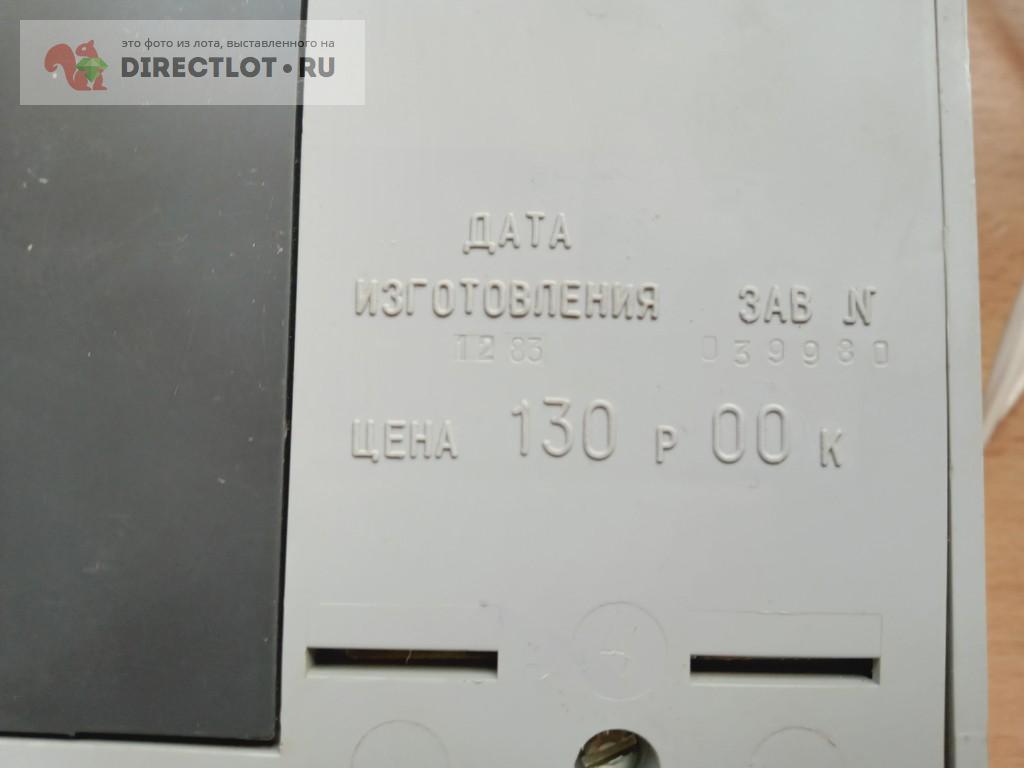 это фото из лота, выставленного на
DIRECTLOT.RU
ДАТА
ИЗГОТОВЛЕНИЯ ЗАВ N
12 83 039980
ЦЕНА 130 Р 00 К